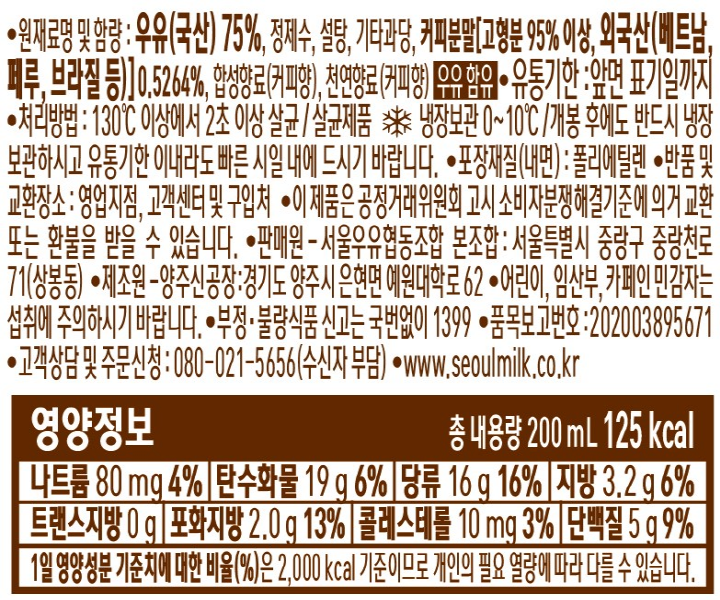 •원재료명 및 함량 : 우유(국산) 75%, 정제수, 설탕, 기타과당, 커피분말[고형분 95% 이상, 외국산(베트남,
페루, 브라질 등)] 0.5264%, 합성향료(커피향), 천연향료(커피향) 우유 함유 •유통기한 : 앞면 표기일까지
•처리방법 : 130℃ 이상에서 2초 이상 살균 / 살균제품 냉장보관 0~10℃ /개봉 후에도 반드시 냉장
보관하시고 유통기한 이내라도 빠른 시일 내에 드시기 바랍니다. •포장재질(내면) : 폴리에틸렌 •반품 및
교환장소 : 영업지점, 고객센터 및 구입처 •이 제품은 공정거래위원회 고시 소비자분쟁해결기준에 의거 교환
또는 환불을 받을 수 있습니다. •판매원 - 서울우유협동조합 본조합 : 서울특별시 중랑구 중랑천로
71(상봉동) •제조원 - 양주신공장 : 경기도 양주시 은현면 예원대학로 62 •어린이, 임산부, 카페인 민감자는
섭취에 주의하시기 바랍니다. •부정·불량식품 신고는 국번없이 1399 •품목보고번호 : 202003895671
•고객상담 및 주문신청 : 080-021-5656(수신자 부담) •www.seoulmilk.co.kr
영양정보 총 내용량 200 mL 125 kcal
나트륨 80 mg 4% 탄수화물 19 g 6% 당류 16 g 16% 지방 3.2 g 6%
트랜스지방 0 g 포화지방 2.0 g 13% 콜레스테롤 10 mg 3% 단백질 5 g 9%
1일 영양성분 기준치에 대한 비율(%)은 2,000 kcal 기준이므로 개인의 필요 열량에 따라 다를 수 있습니다.